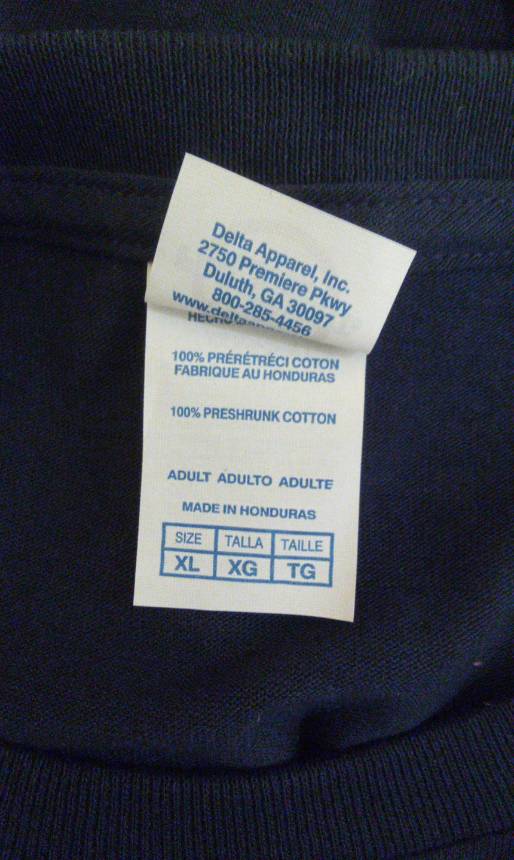 Delta Apparel, Inc.
2750 Premiere Pkwy
Duluth, GA 30097
800-285-4456
100% PRÉRÉTRÉCI COTON
FABRIQUE AU HONDURAS
100% PRESHRUNK COTTON
ADULT ADULTO ADULTE
MADE IN HONDURAS
SIZE TALLA TAILLE
XL XG TG